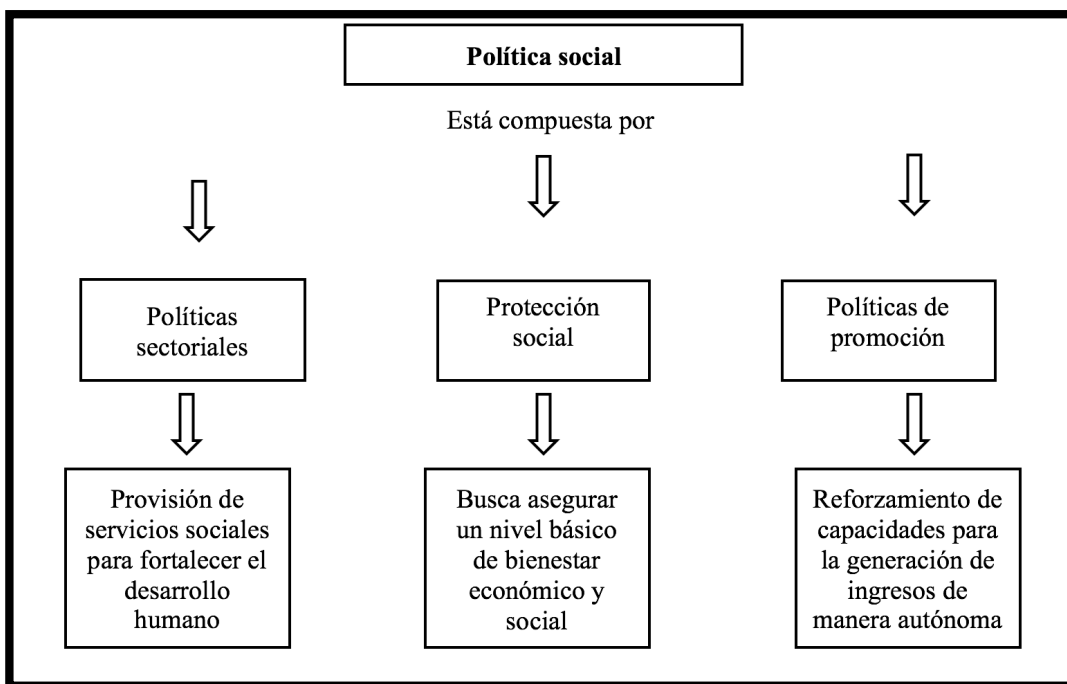 Política social
Está compuesta por
Políticas
sectoriales
Protección
social
Políticas de
promoción
Provisión de
servicios sociales
para fortalecer el
desarrollo
humano
Busca asegurar
un nivel básico
de bienestar
económico y
social
Reforzamiento de
capacidades para
la generación de
ingresos de
manera autónoma